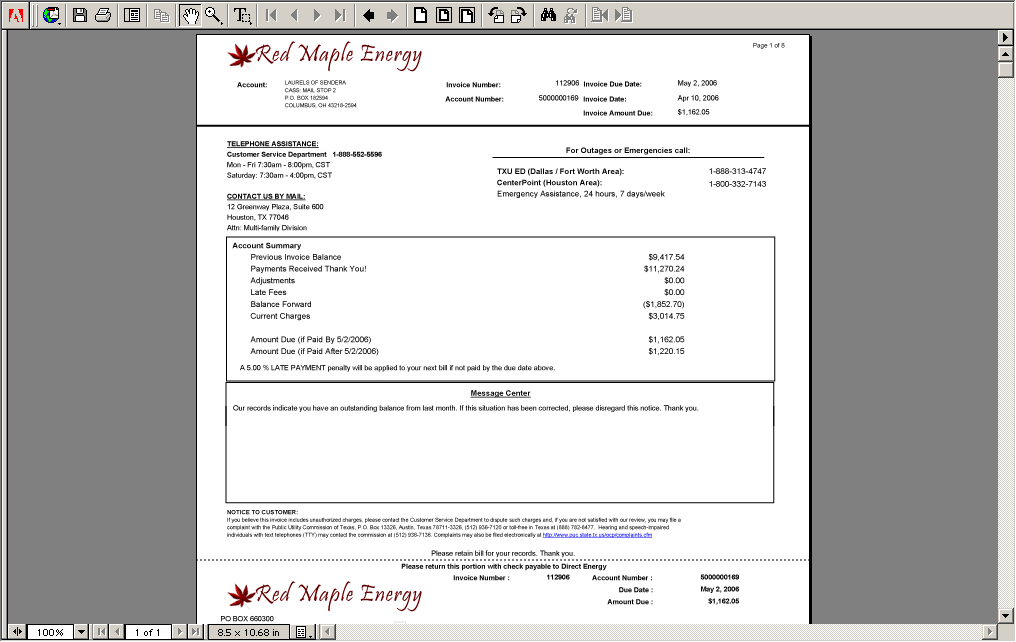 Red Maple Energy
Page 1 of 8
Account:
LAURELS OF SENDERA
CASS: MAIL STOP 2
P.O. BOX 182594
COLUMBUS, OH 43218-2594
Invoice Number: 112906 Invoice Due Date: May 2, 2006
Account Number: 5000000169 Invoice Date: Apr 10, 2006
Invoice Amount Due: $1,162.05
TELEPHONE ASSISTANCE:
Customer Service Department 1-888-552-5596
Mon - Fri 7:30am - 8:00pm, CST
Saturday: 7:30am - 4:00pm, CST
CONTACT US BY MAIL:
12 Greenway Plaza, Suite 600
Houston, TX 77046
Attn: Multi-family Division
For Outages or Emergencies call:
TXU ED (Dallas / Fort Worth Area): 1-888-313-4747
CenterPoint (Houston Area): 1-800-332-7143
Emergency Assistance, 24 hours, 7 days/week
Account Summary
Previous Invoice Balance $9,417.54
Payments Received Thank You! $11,270.24
Adjustments $0.00
Late Fees $0.00
Balance Forward ($1,852.70)
Current Charges $3,014.75
Amount Due (if Paid By 5/2/2006) $1,162.05
Amount Due (if Paid After 5/2/2006) $1,220.15
A 5.00 % LATE PAYMENT penalty will be applied to your next bill if not paid by the due date above.
Message Center
Our records indicate you have an outstanding balance from last month. If this situation has been corrected, please disregard this notice. Thank you.
NOTICE TO CUSTOMER:
If you believe this invoice includes unauthorized charges, please contact the Customer Service Department to dispute such charges and, if you are not satisfied with our review, you may file a
complaint with the Public Utility Commission of Texas, P.O. Box 13326, Austin, Texas 78711-3326, (512) 936-7120 or toll-free in Texas at (888) 782-8477. Hearing and speech-impaired
individuals with text telephones (TTY) may contact the commission at (512) 936-7136. Complaints may also be filed electronically at http://www.puc.state.tx.us/ocp/complaints.cfm
Please retain bill for your records. Thank you.
Please return this portion with check payable to Direct Energy
Red Maple Energy
Invoice Number : 112906 Account Number : 5000000169
Due Date : May 2, 2006
Amount Due : $1,162.05
PO BOX 660300
100%
1 of 1
8.5 x 10.68 in